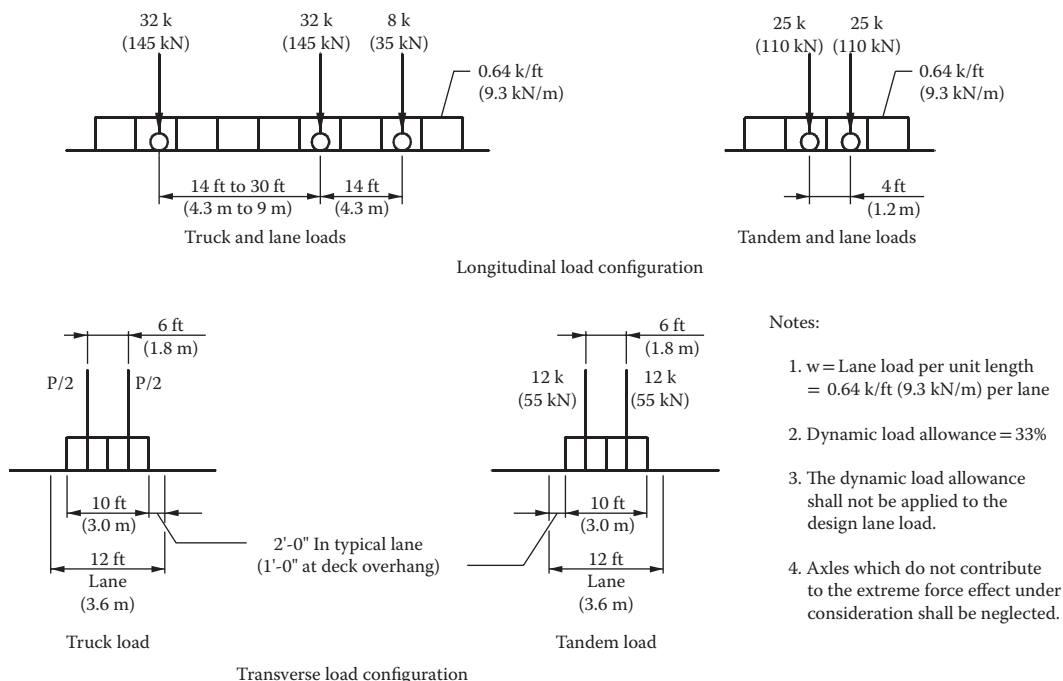 32 k
(145 kN)
32 k
(145 kN)
8 k
(35 kN)
0.64 k/ft
(9.3 kN/m)
14 ft to 30 ft
(4.3 m to 9 m)
14 ft
(4.3 m)
Truck and lane loads
25 k
(110 kN)
25 k
(110 kN)
0.64 k/ft
(9.3 kN/m)
4 ft
(1.2 m)
Tandem and lane loads
Longitudinal load configuration
6 ft
(1.8 m)
P/2
P/2
10 ft
(3.0 m)
12 ft
Lane
(3.6 m)
Truck load
2'-0" In typical lane
(1'-0" at deck overhang)
6 ft
(1.8 m)
12 k
(55 kN)
12 k
(55 kN)
10 ft
(3.0 m)
12 ft
Lane
(3.6 m)
Tandem load
Transverse load configuration
Notes:
1. w = Lane load per unit length
= 0.64 k/ft (9.3 kN/m) per lane
2. Dynamic load allowance = 33%
3. The dynamic load allowance
shall not be applied to the
design lane load.
4. Axles which do not contribute
to the extreme force effect under
consideration shall be neglected.